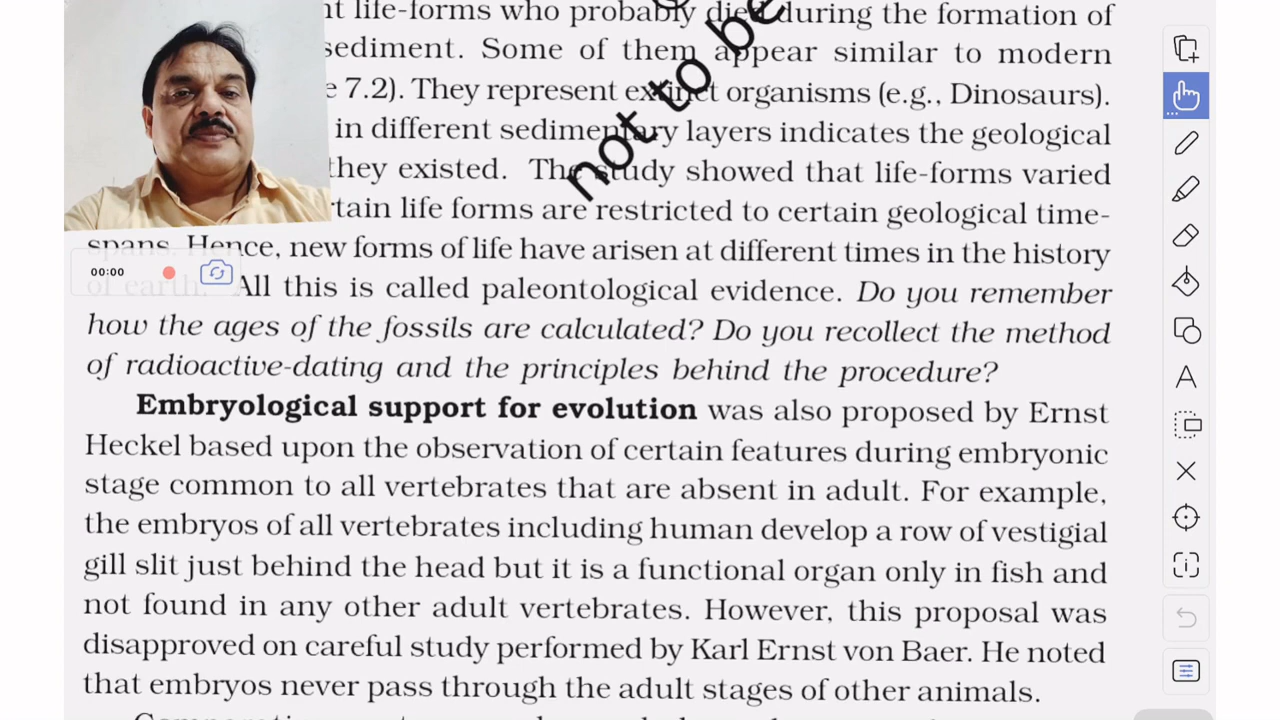 nt life-forms who probably died during the formation of
sediment. Some of them appear similar to modern
e 7.2). They represent extinct organisms (e.g., Dinosaurs).
in different sedimentary layers indicates the geological
they existed. The study showed that life-forms varied
rtain life forms are restricted to certain geological time-
spans. Hence, new forms of life have arisen at different times in the history
of earth. All this is called paleontological evidence. Do you remember
how the ages of the fossils are calculated? Do you recollect the method
of radioactive-dating and the principles behind the procedure?
Embryological support for evolution was also proposed by Ernst
Heckel based upon the observation of certain features during embryonic
stage common to all vertebrates that are absent in adult. For example,
the embryos of all vertebrates including human develop a row of vestigial
gill slit just behind the head but it is a functional organ only in fish and
not found in any other adult vertebrates. However, this proposal was
disapproved on careful study performed by Karl Ernst von Baer. He noted
that embryos never pass through the adult stages of other animals.
not to be
00:00
A